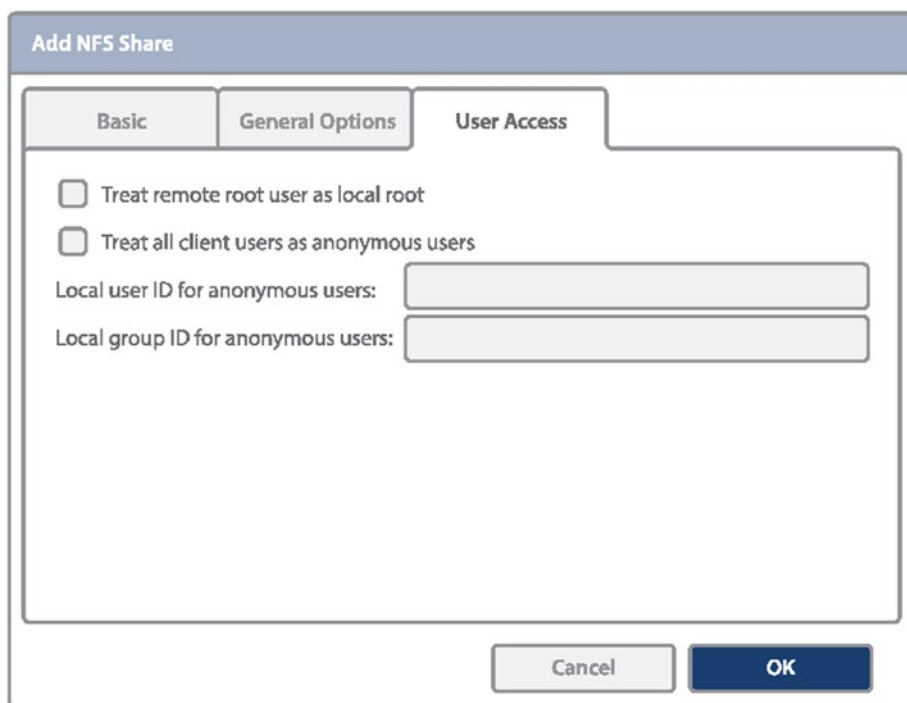 Add NFS Share
Basic General Options User Access
Treat remote root user as local root
Treat all client users as anonymous users
Local user ID for anonymous users:
Local group ID for anonymous users:
Cancel OK